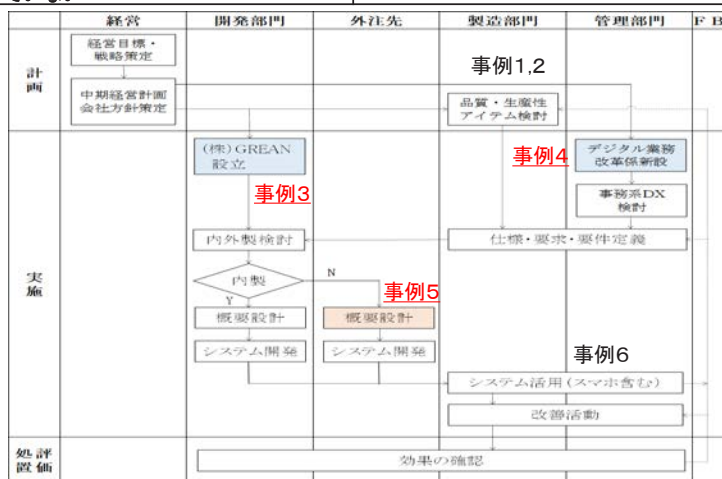 ている。
経営
開発部門
外注先
製造部門
管理部門
F B
計画
経営目標・
戦略策定
中期経営計画
会社方針策定
事例1,2
品質・生産性
アイテム検討
実施
(株)GREAN
設立
事例3
事例4
デジタル業務
改革係新設
事務系DX
検討
内外製検討
仕様・要求・要件定義
内製
N
Y
事例5
概要設計
概要設計
システム開発
システム開発
事例6
システム活用(スマホ含む)
改善活動
処置
評価
効果の確認